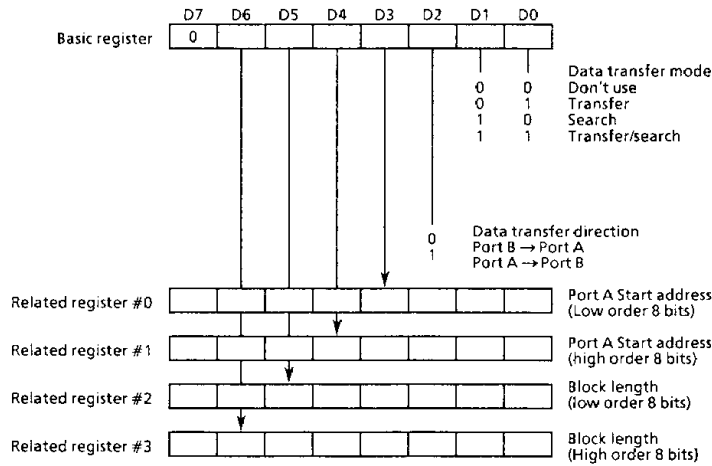 D7 D6 D5 D4 D3 D2 D1 D0
Basic register 0
Data transfer mode
0 0 Don't use
0 1 Transfer
1 0 Search
1 1 Transfer/search
Data transfer direction
0 Port B → Port A
1 Port A → Port B
Related register #0 Port A Start address
(Low order 8 bits)
Related register #1 Port A Start address
(high order 8 bits)
Related register #2 Block length
(low order 8 bits)
Related register #3 Block length
(High order 8 bits)